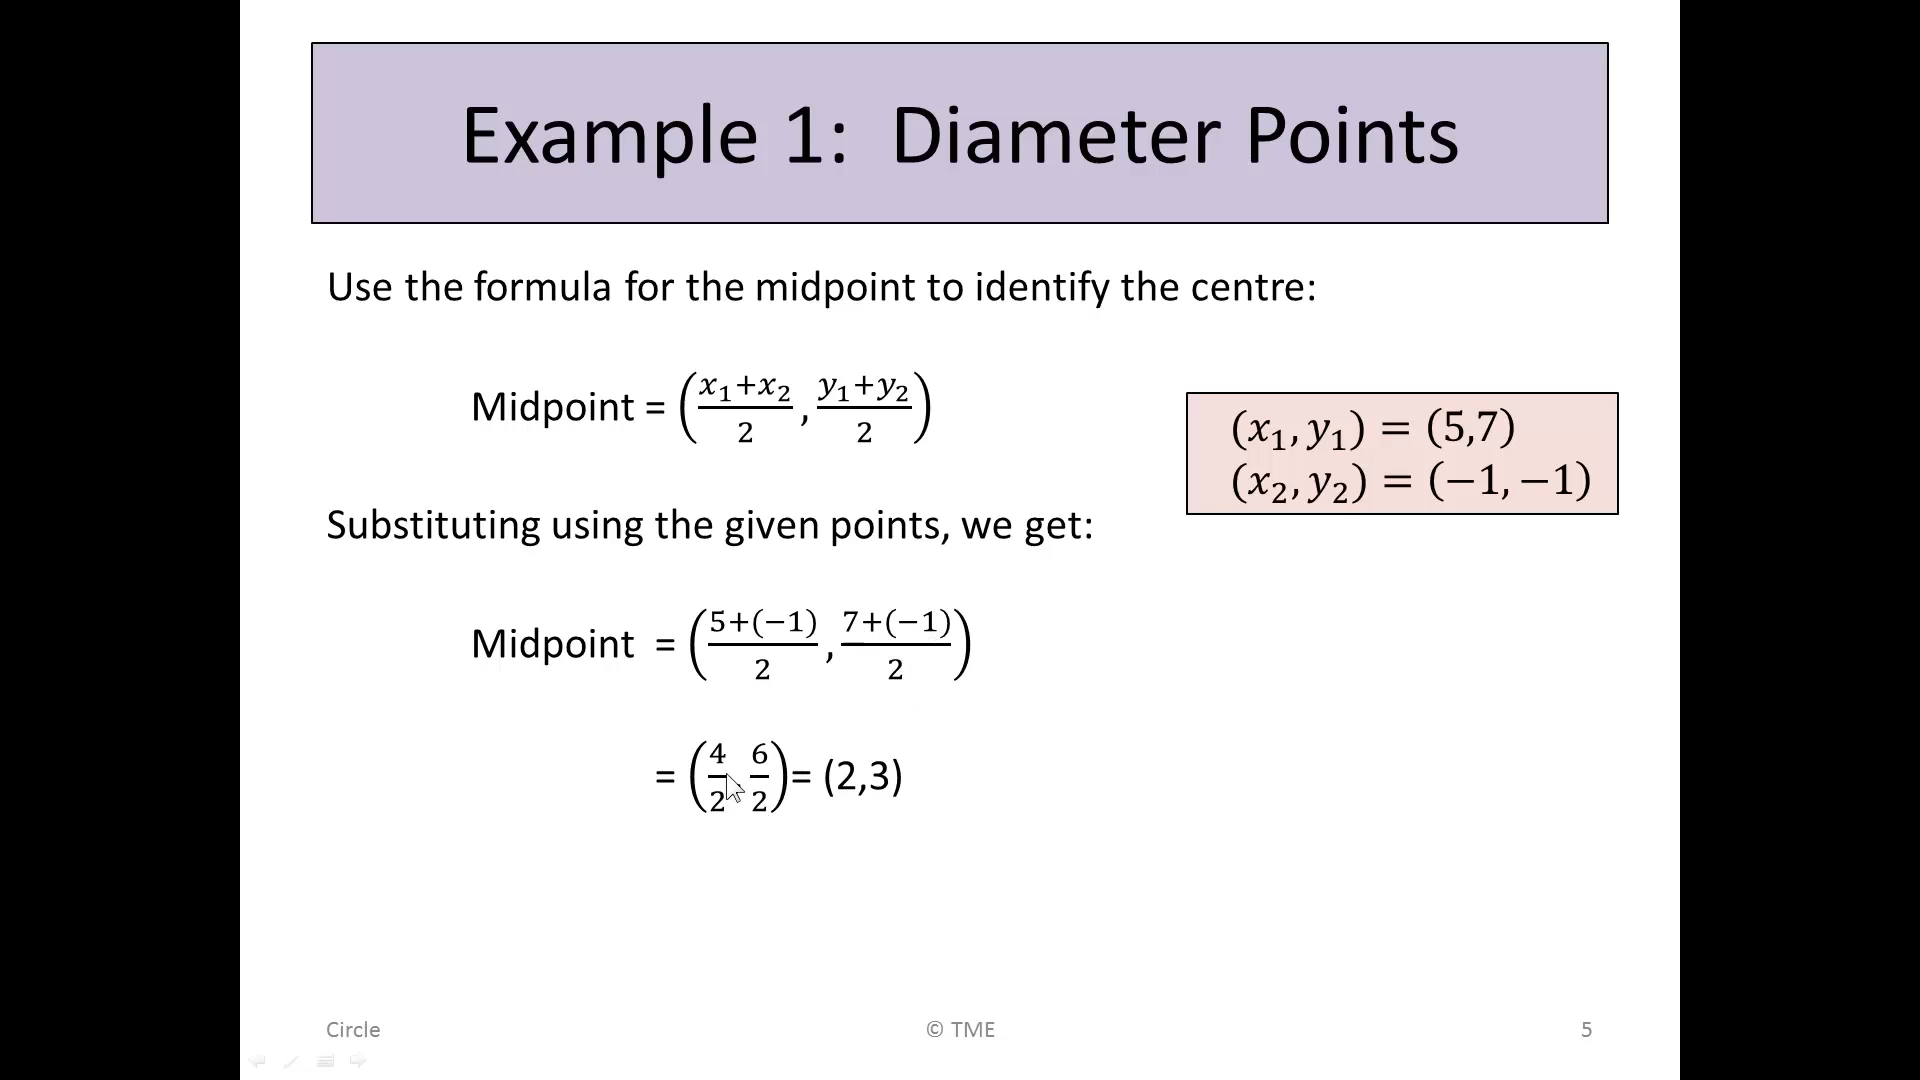 Example 1: Diameter Points
Use the formula for the midpoint to identify the centre:
Midpoint = (x₁+x₂/2, y₁+y₂/2)
(x₁, y₁) = (5,7)
(x₂, y₂) = (−1, −1)
Substituting using the given points, we get:
Midpoint = (5+(−1)/2, 7+(−1)/2)
= (4/2 6/2)= (2,3)
Circle
© TME
5